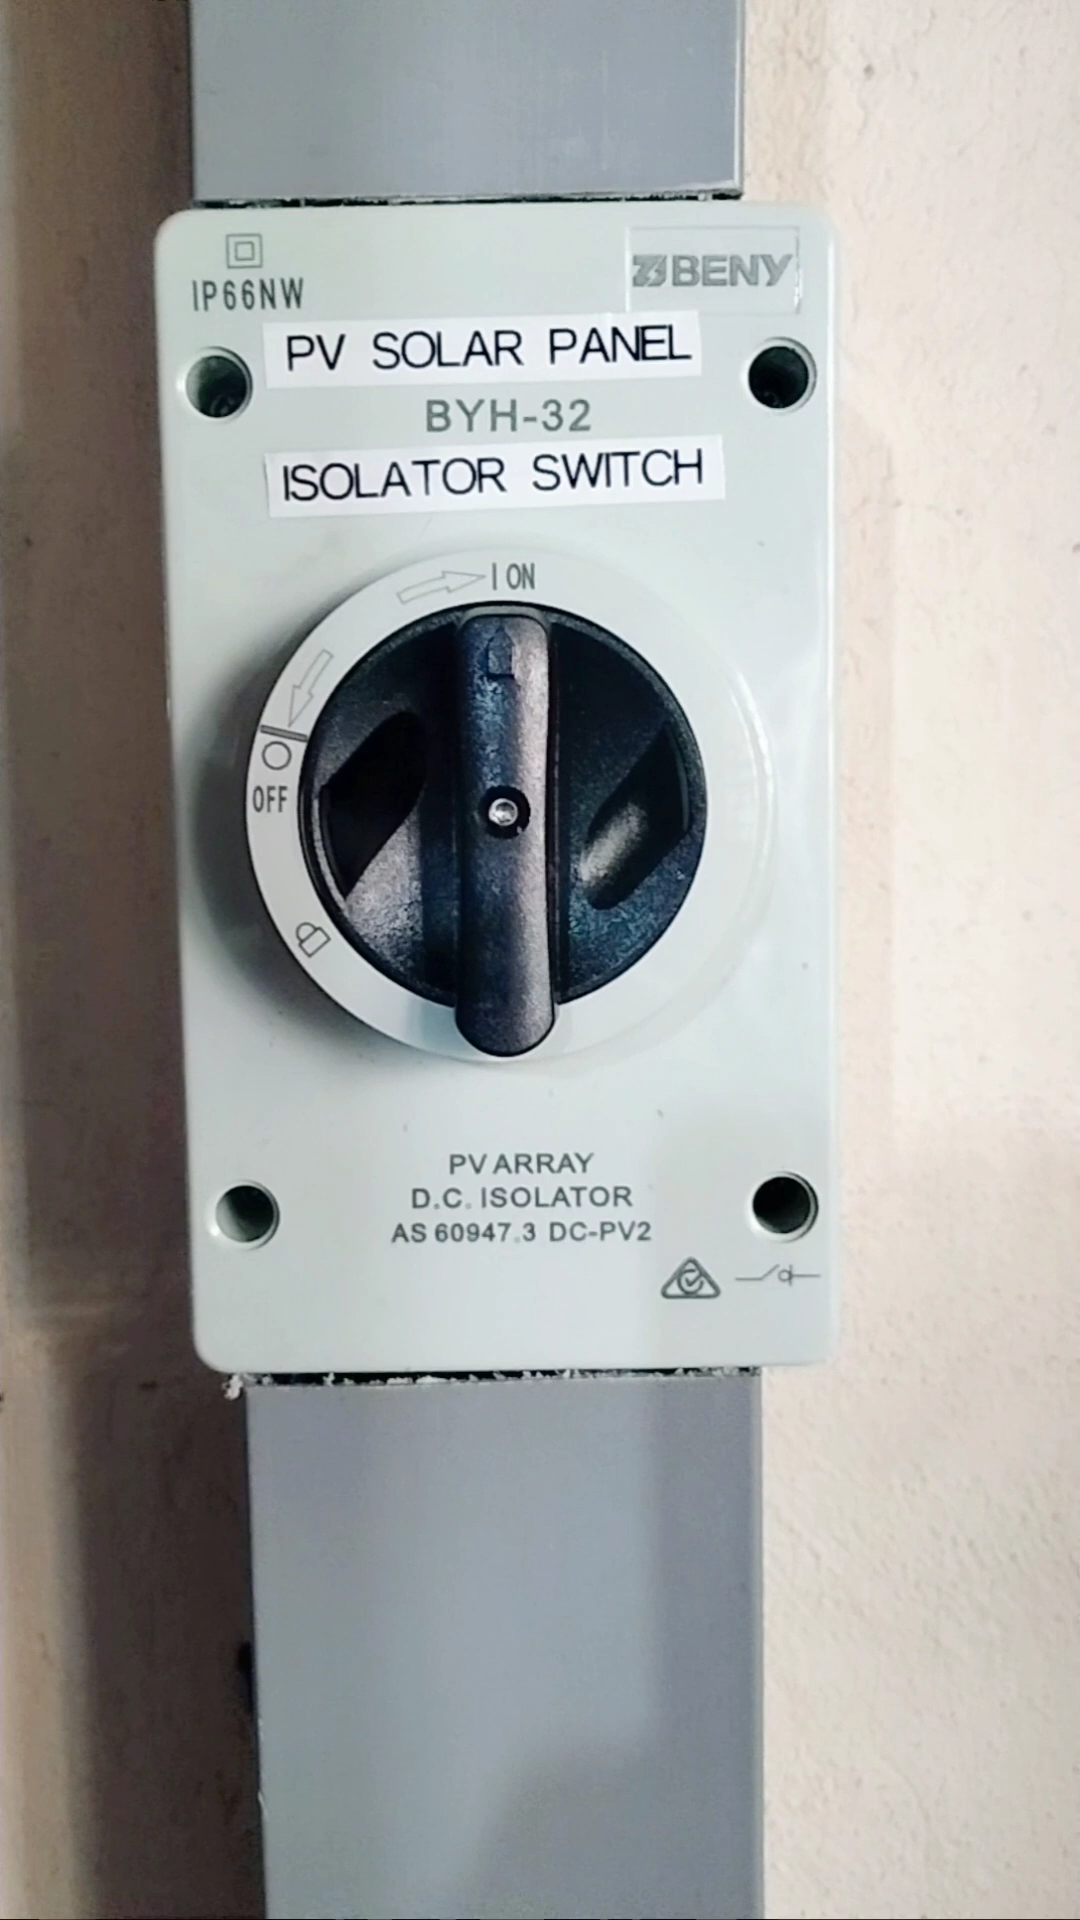 IP66NW
BENY
PV SOLAR PANEL
BYH-32
ISOLATOR SWITCH
I ON
O
OFF
PV ARRAY
D.C. ISOLATOR
AS 60947.3 DC-PV2